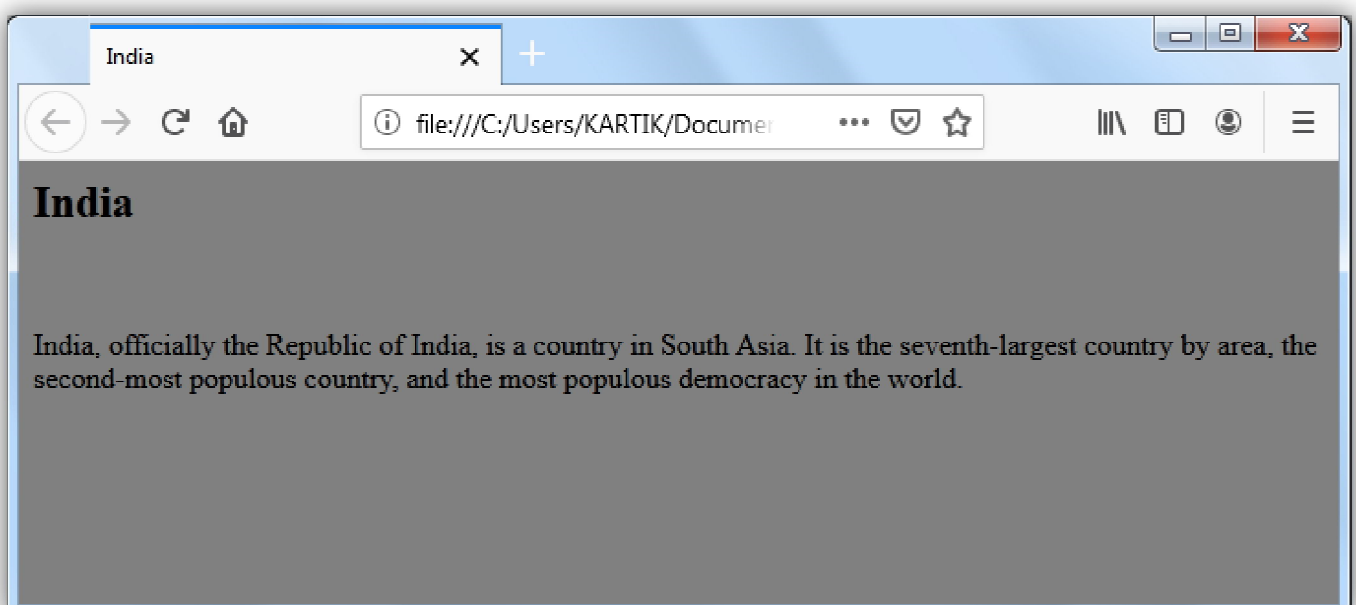 India
file:///C:/Users/KARTIK/Documen
India
India, officially the Republic of India, is a country in South Asia. It is the seventh-largest country by area, the
second-most populous country, and the most populous democracy in the world.